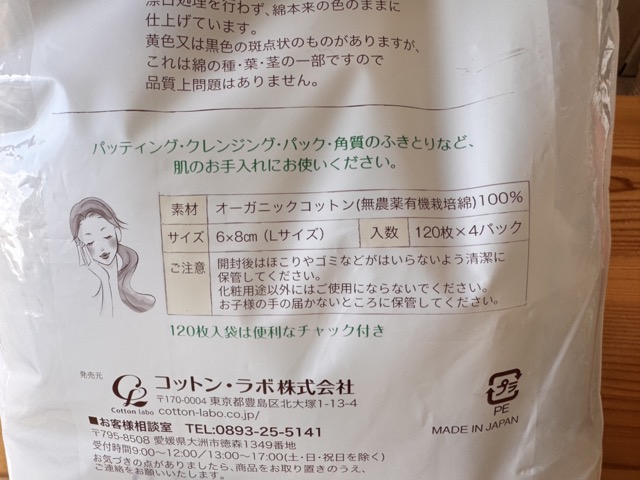 漂白処理を行わず、綿本来の色のままに
仕上げています。
黄色又は黒色の斑点状のものがありますが、
これは綿の種・葉・茎の一部ですので
品質上問題はありません。
パッティング・クレンジング・パック・角質のふきとりなど、
肌のお手入れにお使いください。
素材 オーガニックコットン(無農薬有機栽培綿)100%
サイズ 6×8㎝(Lサイズ) 入数 120枚×4パック
ご注意 開封後はほこりやゴミなどがはいらないよう清潔に
保管してください。
化粧用途以外にはご使用にならないでください。
お子様の手の届かないところに保管してください。
120枚入袋は便利なチャック付き
発売元
Cotton labo
コットン・ラボ株式会社
〒170-0004 東京都豊島区北大塚1-13-4
cotton-labo.co.jp/
■お客様相談室 TEL:0893-25-5141
〒795-8508 愛媛県大洲市徳森1349番地
受付時間9:00~12:00/13:00~17:00(土・日・祝日を除く)
お気づきの点がありましたら、商品をお取り置きのうえ、
ご連絡をお願いいたします。
プラ
PE
MADE IN JAPAN